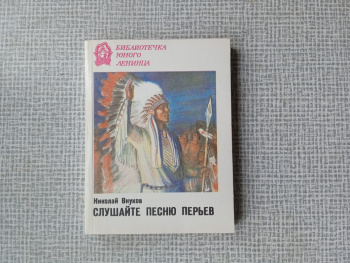 БИБЛИОТЕЧКА
ЮНОГО
ЛЕНИНЦА
Николай Внуков
СЛУШАЙТЕ ПЕСНЮ ПЕРЬЕВ